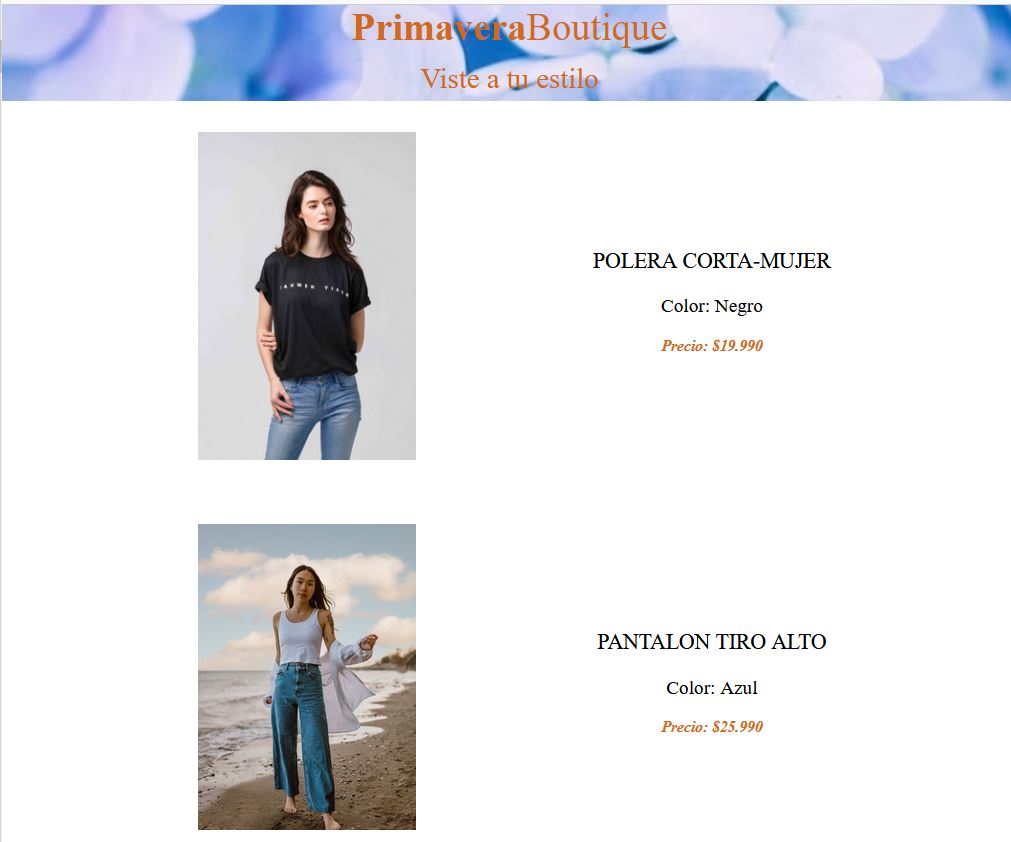 PrimaveraBoutique
Viste a tu estilo
POLERA CORTA-MUJER
Color: Negro
Precio: $19.990
PANTALON TIRO ALTO
Color: Azul
Precio: $25.990